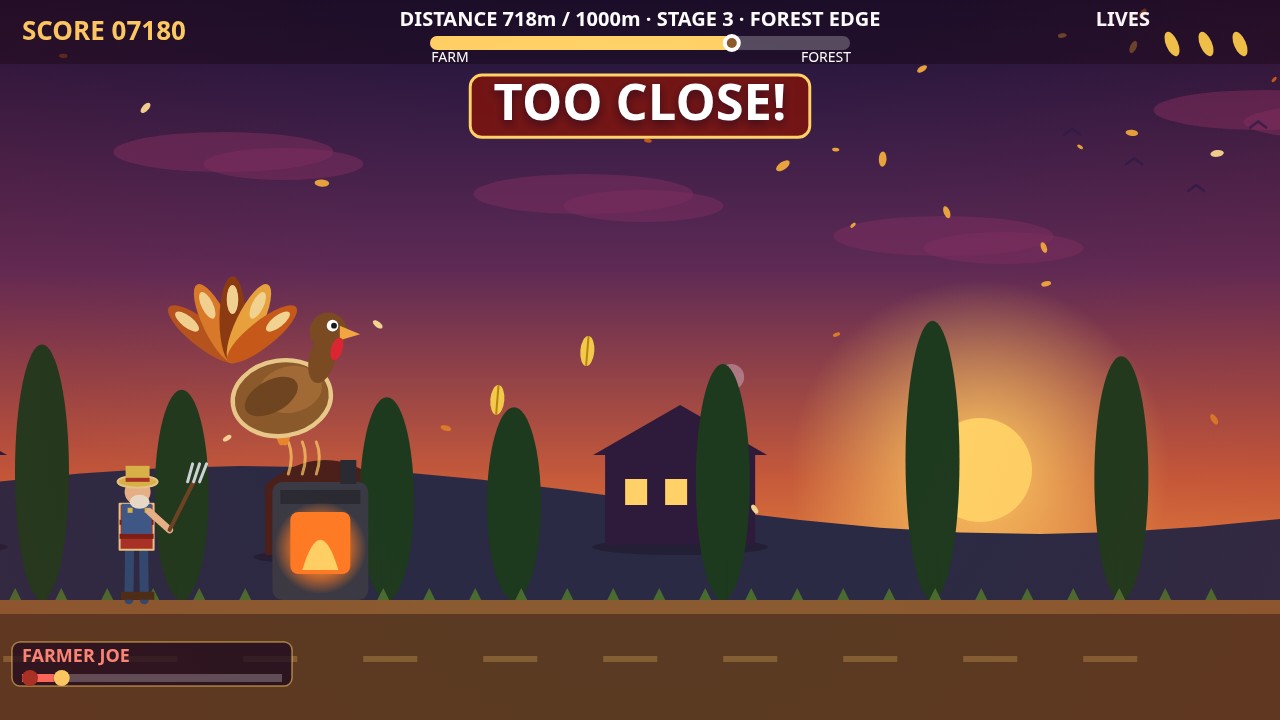 SCORE 07180
DISTANCE 718m / 1000m · STAGE 3 · FOREST EDGE
LIVES
FARM
FOREST
TOO CLOSE!
FARMER JOE